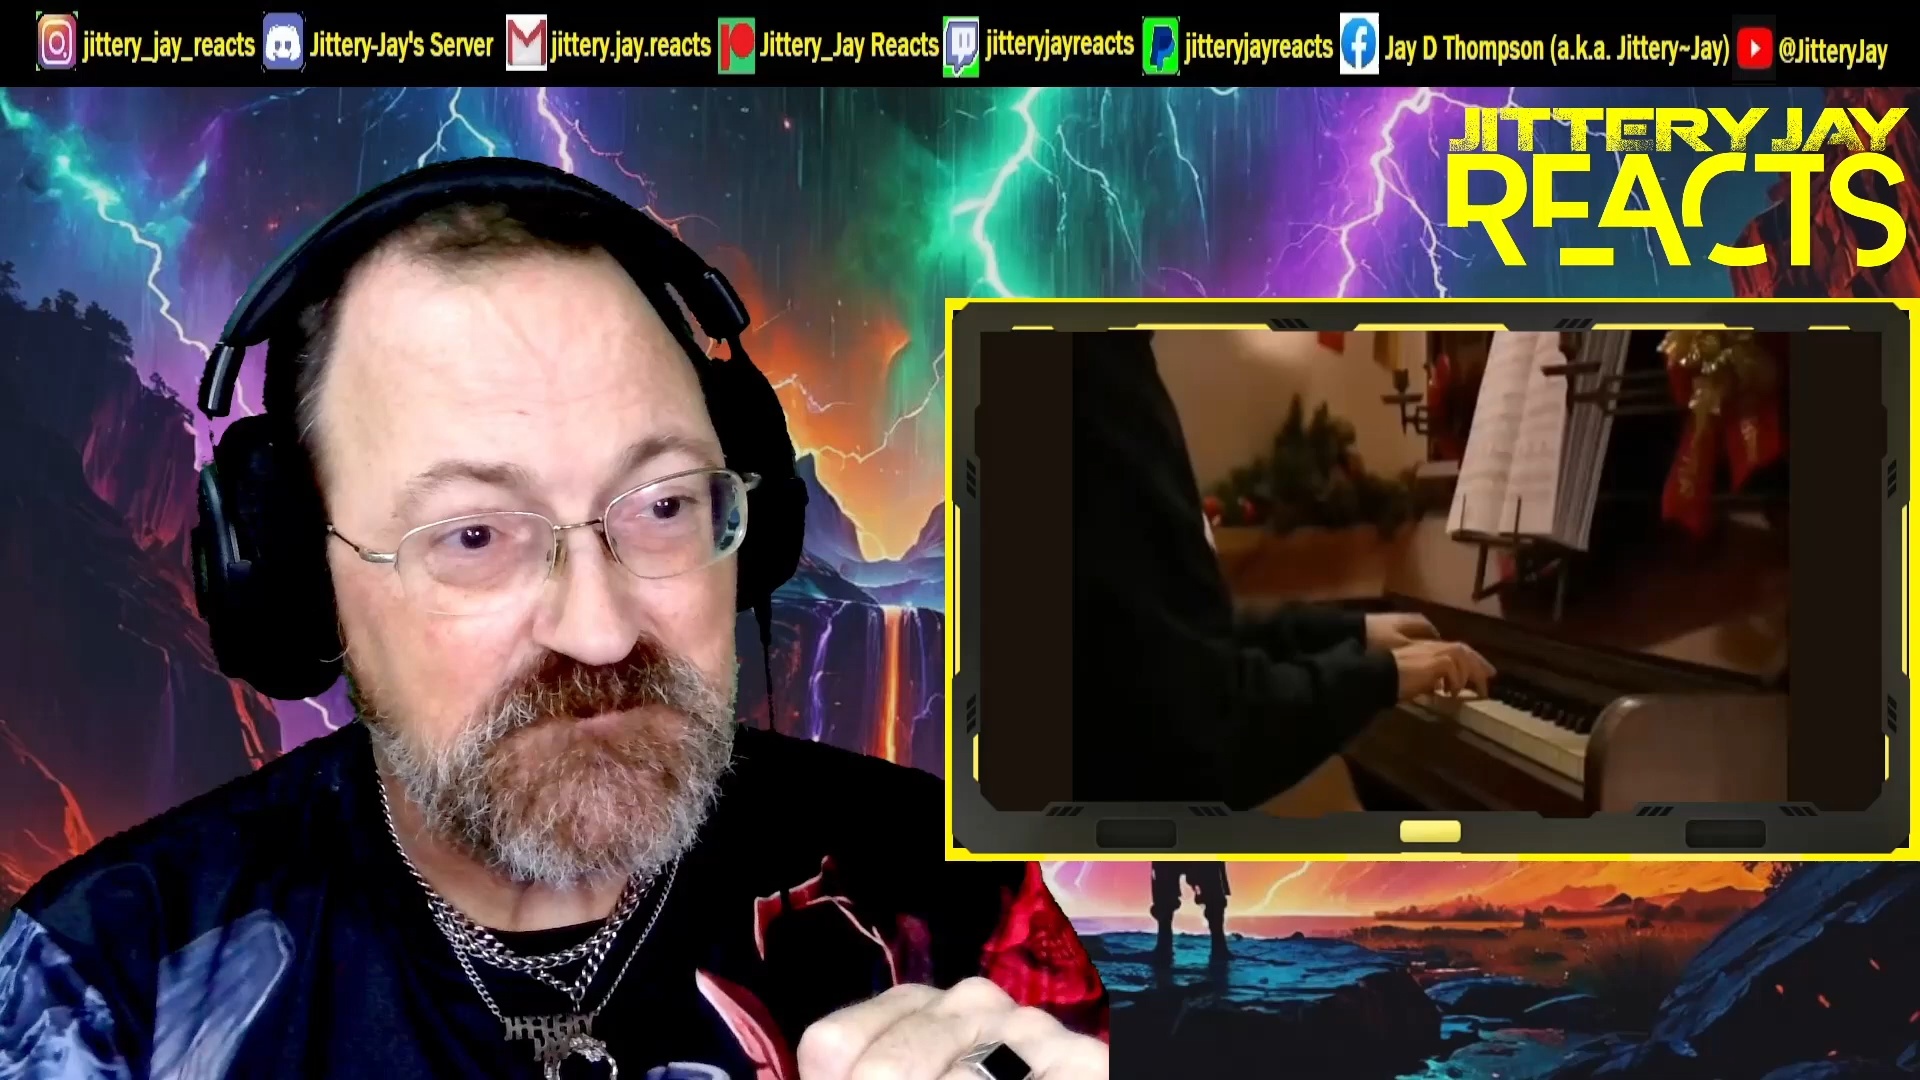 jittery_jay_reacts Jittery-Jay's Server jittery.jay.reacts Jittery_Jay Reacts jitteryjayreacts jitteryjayreacts Jay D Thompson (a.k.a. Jittery~Jay) @JitteryJay
JITTERY JAY
REACTS